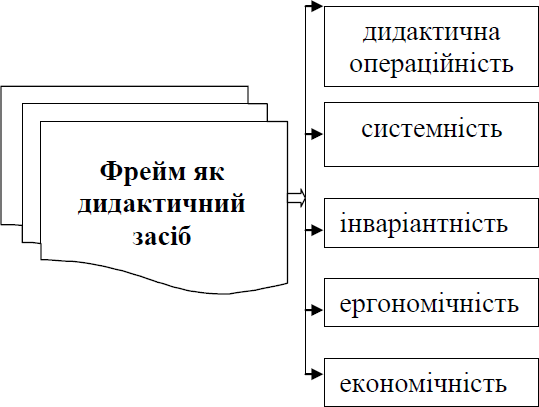 Фрейм як
дидактичний
засіб
дидактична
операційність
системність
інваріантність
ергономічність
економічність